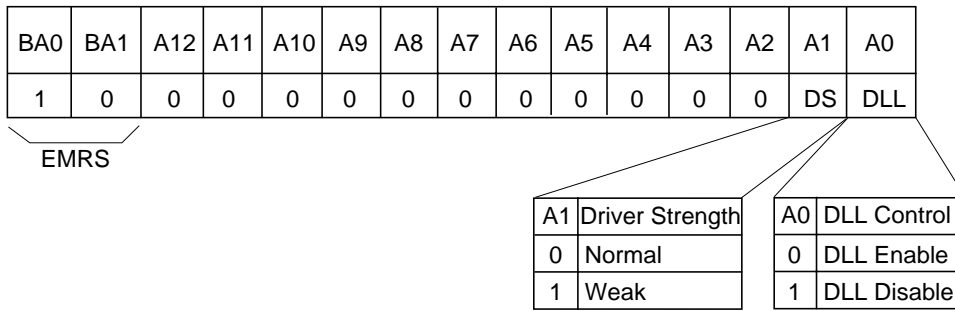 BA0 BA1 A12 A11 A10 A9 A8 A7 A6 A5 A4 A3 A2 A1 A0
1 0 0 0 0 0 0 0 0 0 0 0 0 DS DLL
EMRS
A1 Driver Strength
0 Normal
1 Weak
A0 DLL Control
0 DLL Enable
1 DLL Disable